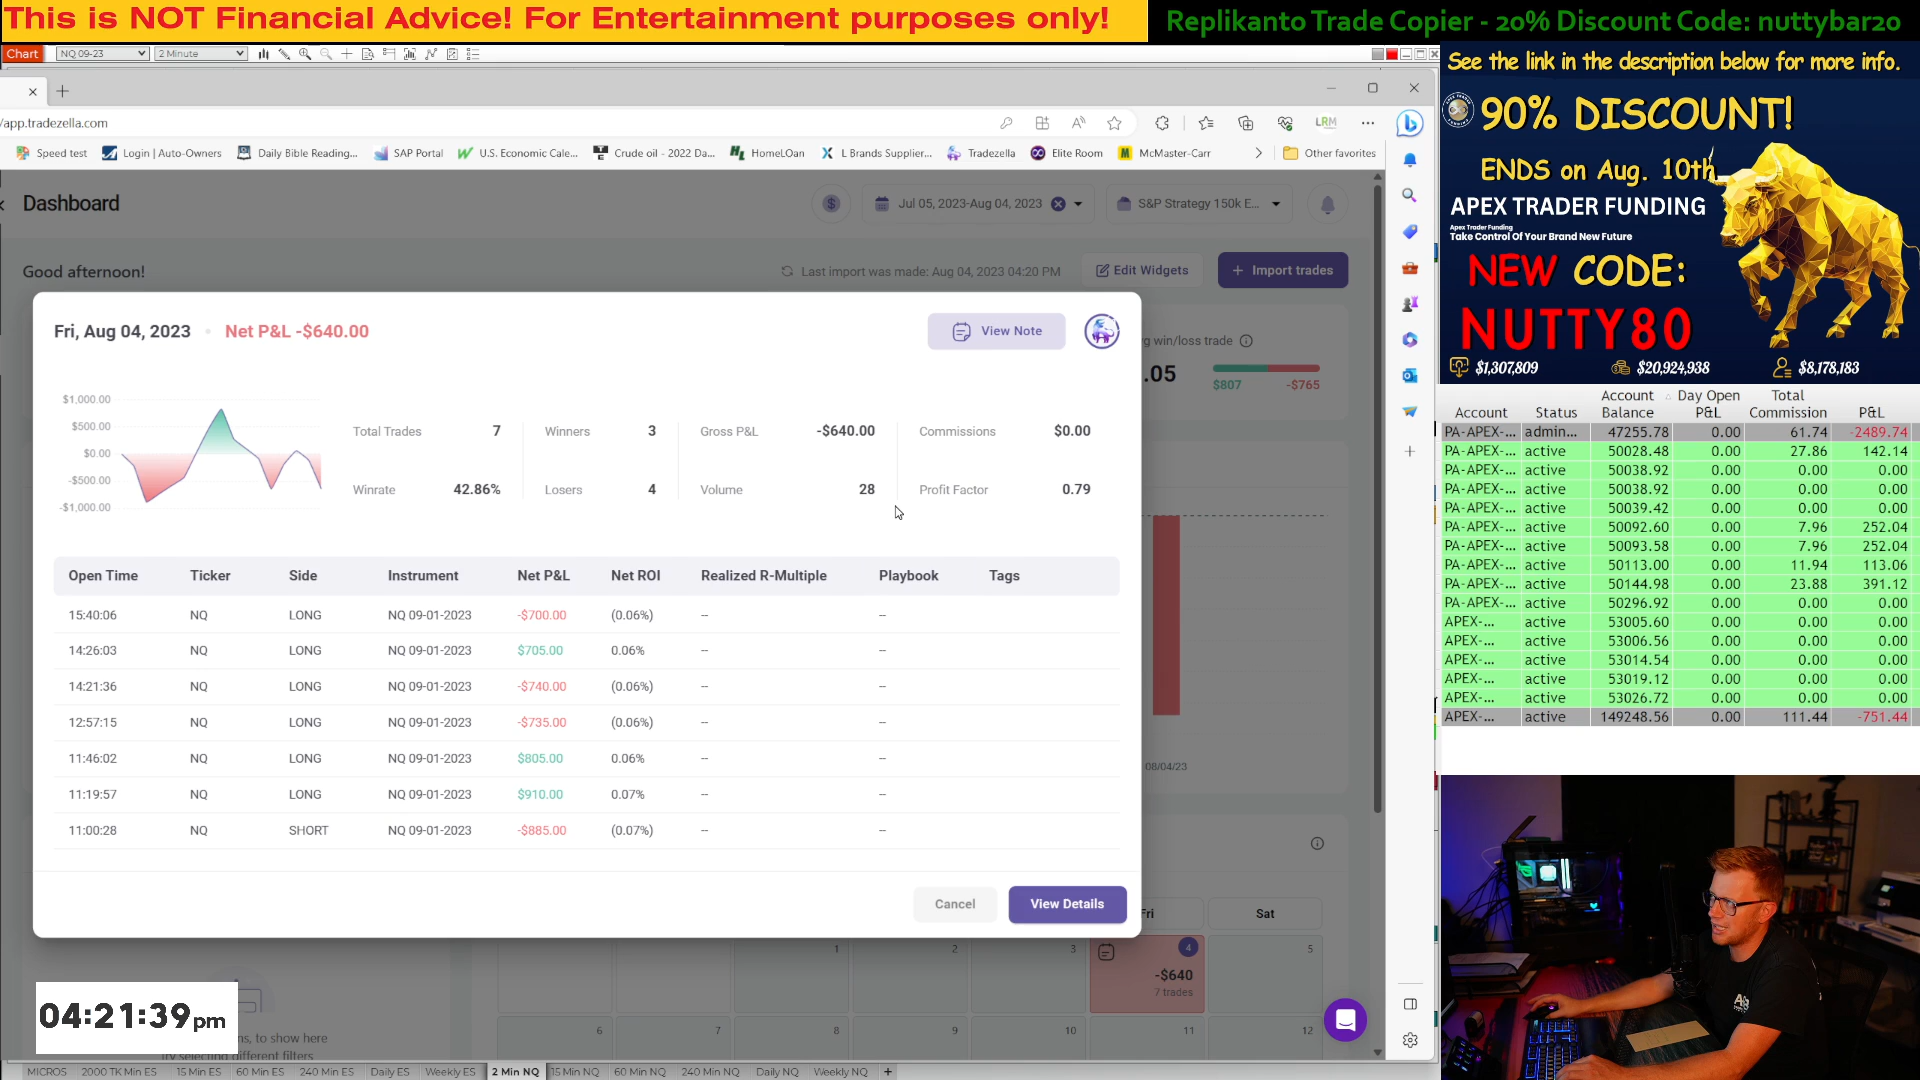 This is NOT Financial Advice! For Entertainment purposes only!
Replikanto Trade Copier - 20% Discount Code: nuttybar20
Chart
NQ 09-23
2 Minute
/app.tradezella.com
LRM
Speed test
Login | Auto-Owners
Daily Bible Reading...
SAP Portal
U.S. Economic Cale...
Crude oil - 2022 Da...
HomeLOan
L Brands Supplier...
Tradezella
Elite Room
McMaster-Carr
Other favorites
Dashboard
Jul 05, 2023-Aug 04, 2023
S&P Strategy 150k E...
Good afternoon!
Last import was made: Aug 04, 2023 04:20 PM
Edit Widgets
+ Import trades
Fri, Aug 04, 2023 • Net P&L -$640.00
View Note
g win/loss trade
.05
$807
-$765
$1,000.00
$500.00
$0.00
-$500.00
-$1,000.00
Total Trades 7
Winners 3
Gross P&L -$640.00
Commissions $0.00
Winrate 42.86%
Losers 4
Volume 28
Profit Factor 0.79
Open Time Ticker Side Instrument Net P&L Net ROI Realized R-Multiple Playbook Tags
15:40:06 NQ LONG NQ 09-01-2023 -$700.00 (0.06%) -- --
14:26:03 NQ LONG NQ 09-01-2023 $705.00 0.06% -- --
14:21:36 NQ LONG NQ 09-01-2023 -$740.00 (0.06%) -- --
12:57:15 NQ LONG NQ 09-01-2023 -$735.00 (0.06%) -- --
11:46:02 NQ LONG NQ 09-01-2023 $805.00 0.06% -- --
11:19:57 NQ LONG NQ 09-01-2023 $910.00 0.07% -- --
11:00:28 NQ SHORT NQ 09-01-2023 -$885.00 (0.07%) -- --
08/04/23
Cancel
View Details
Fri
Sat
1 2 3 4 5
-$640
7 trades
6 7 8 9 10 11 12
ns, to show here
try selecting different filters
04:21:39pm
MICROS 2000 TK Min ES 15 Min ES 60 Min ES 240 Min ES Daily ES Weekly ES 2 Min NQ 15 Min NQ 60 Min NQ 240 Min NQ Daily NQ Weekly NQ +
See the link in the description below for more info.
90% DISCOUNT!
ENDS on Aug. 10th
APEX TRADER FUNDING
Apex Trader Funding
Take Control Of Your Brand New Future
NEW CODE:
NUTTY80
$1,307,809
$20,924,938
$8,178,183
Account Status Account Balance Day Open P&L Total Commission P&L
PA-APEX-... admin... 47255.78 0.00 61.74 -2489.74
PA-APEX-... active 50028.48 0.00 27.86 142.14
PA-APEX-... active 50038.92 0.00 0.00 0.00
PA-APEX-... active 50038.92 0.00 0.00 0.00
PA-APEX-... active 50039.42 0.00 0.00 0.00
PA-APEX-... active 50092.60 0.00 7.96 252.04
PA-APEX-... active 50093.58 0.00 7.96 252.04
PA-APEX-... active 50113.00 0.00 11.94 113.06
PA-APEX-... active 50144.98 0.00 23.88 391.12
PA-APEX-... active 50296.92 0.00 0.00 0.00
APEX-... active 53005.60 0.00 0.00 0.00
APEX-... active 53006.56 0.00 0.00 0.00
APEX-... active 53014.54 0.00 0.00 0.00
APEX-... active 53019.12 0.00 0.00 0.00
APEX-... active 53026.72 0.00 0.00 0.00
APEX-... active 149248.56 0.00 111.44 -751.44